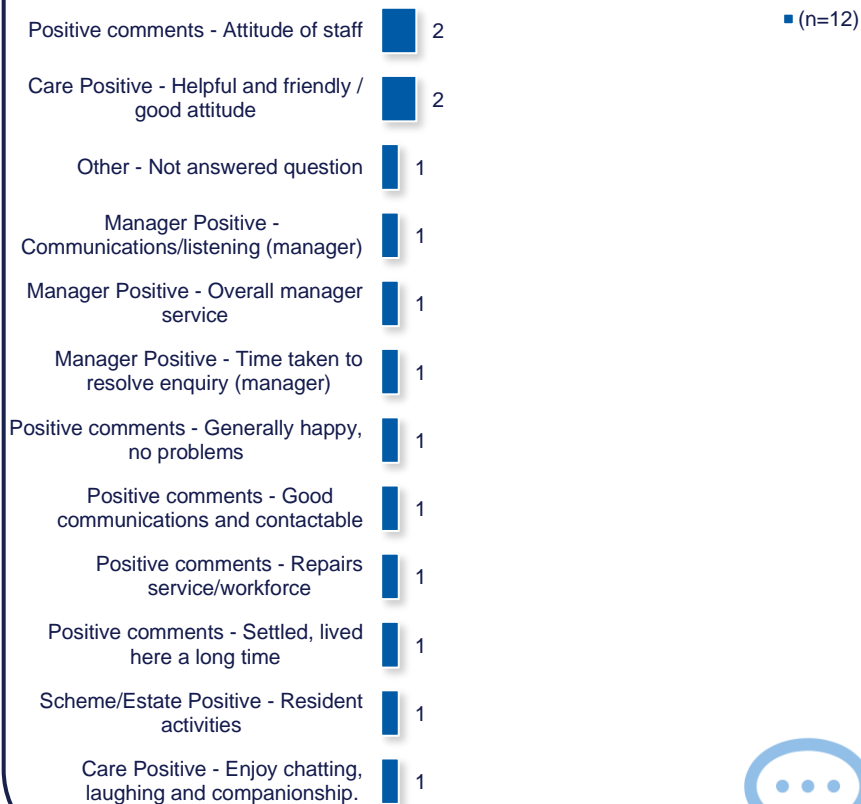 Positive comments - Attitude of staff 2
(n=12)
Care Positive - Helpful and friendly /
good attitude 2
Other - Not answered question 1
Manager Positive -
Communications/listening (manager) 1
Manager Positive - Overall manager
service 1
Manager Positive - Time taken to
resolve enquiry (manager) 1
Positive comments - Generally happy,
no problems 1
Positive comments - Good
communications and contactable 1
Positive comments - Repairs
service/workforce 1
Positive comments - Settled, lived
here a long time 1
Scheme/Estate Positive - Resident
activities 1
Care Positive - Enjoy chatting,
laughing and companionship. 1